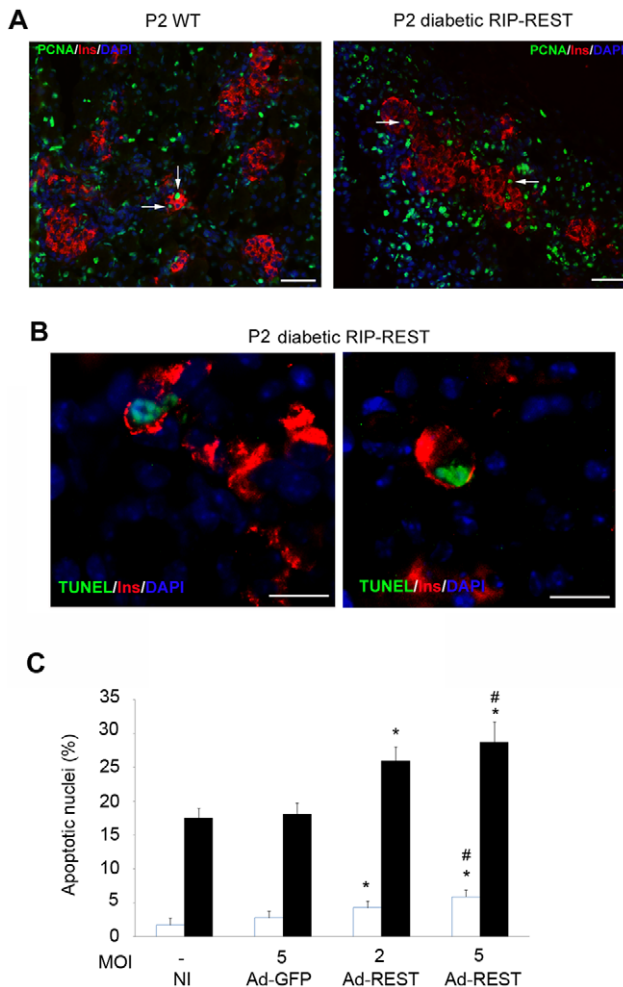 A
P2 WT
P2 diabetic RIP-REST
PCNA/Ins/DAPI
PCNA/Ins/DAPI
B
P2 diabetic RIP-REST
TUNEL/Ins/DAPI
TUNEL/Ins/DAPI
C
Apoptotic nuclei (%)
35
30
25
20
15
10
5
0
*
*
#
*
#
*
MOI - 5 2 5
NI Ad-GFP Ad-REST Ad-REST